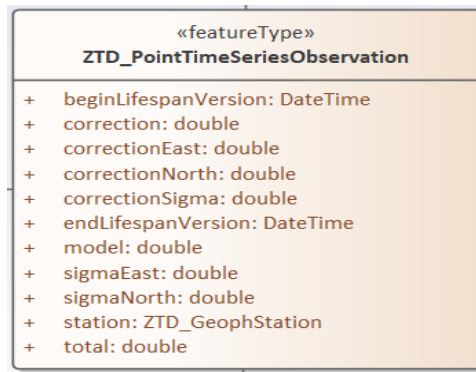 «featureType»
ZTD_PointTimeSeriesObservation
+ beginLifespanVersion: DateTime
+ correction: double
+ correctionEast: double
+ correctionNorth: double
+ correctionSigma: double
+ endLifespanVersion: DateTime
+ model: double
+ sigmaEast: double
+ sigmaNorth: double
+ station: ZTD_GeophStation
+ total: double